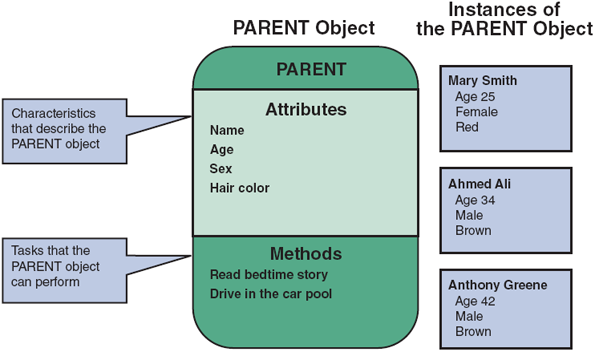 PARENT Object
Instances of
the PARENT Object
PARENT
Characteristics
that describe the
PARENT object
Attributes
Name
Age
Sex
Hair color
Tasks that the
PARENT object
can perform
Methods
Read bedtime story
Drive in the car pool
Mary Smith
Age 25
Female
Red
Ahmed Ali
Age 34
Male
Brown
Anthony Greene
Age 42
Male
Brown